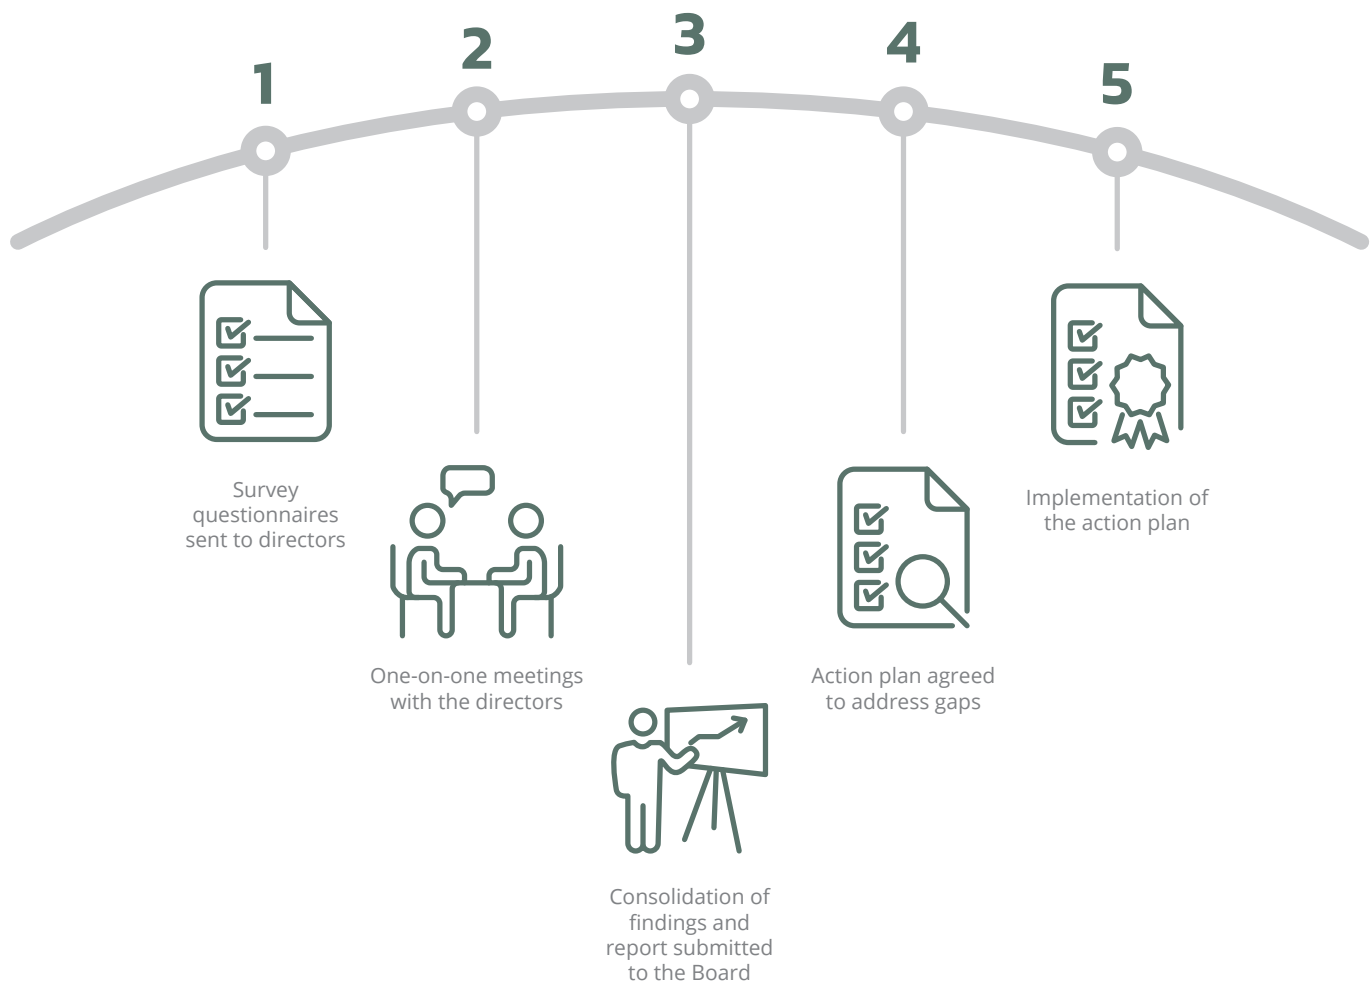 1
Survey
questionnaires
sent to directors
2
One-on-one meetings
with the directors
3
Consolidation of
findings and
report submitted
to the Board
4
Action plan agreed
to address gaps
5
Implementation of
the action plan